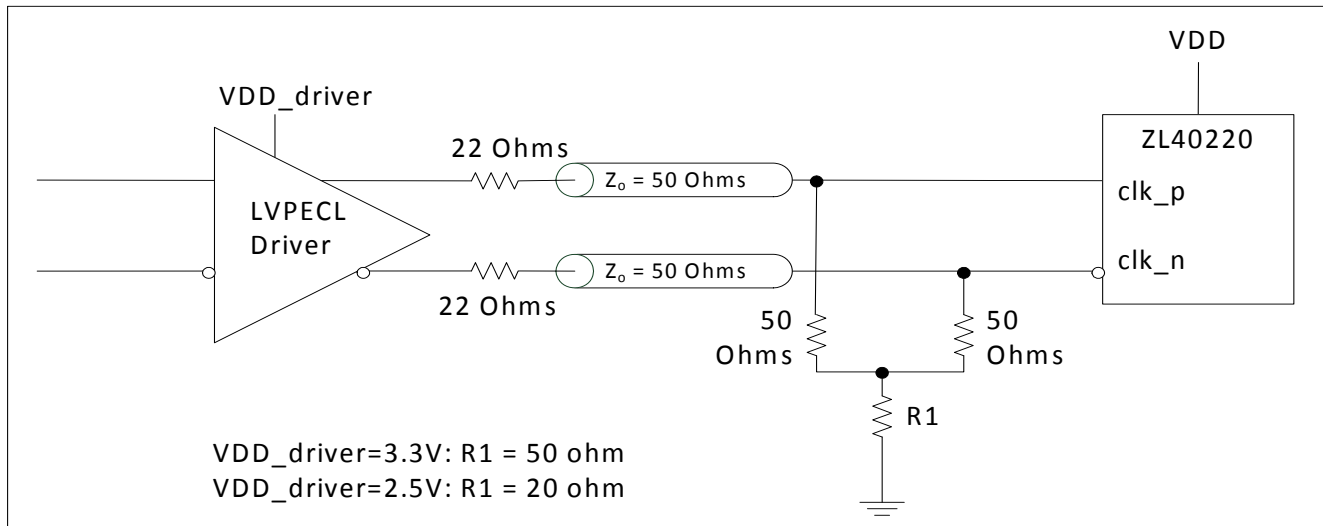 VDD
VDD_driver
22 Ohms
ZL40220
Zo = 50 Ohms
clk_p
LVPECL
Driver
Zo = 50 Ohms
clk_n
22 Ohms
50
Ohms
50
Ohms
R1
VDD_driver=3.3V: R1 = 50 ohm
VDD_driver=2.5V: R1 = 20 ohm